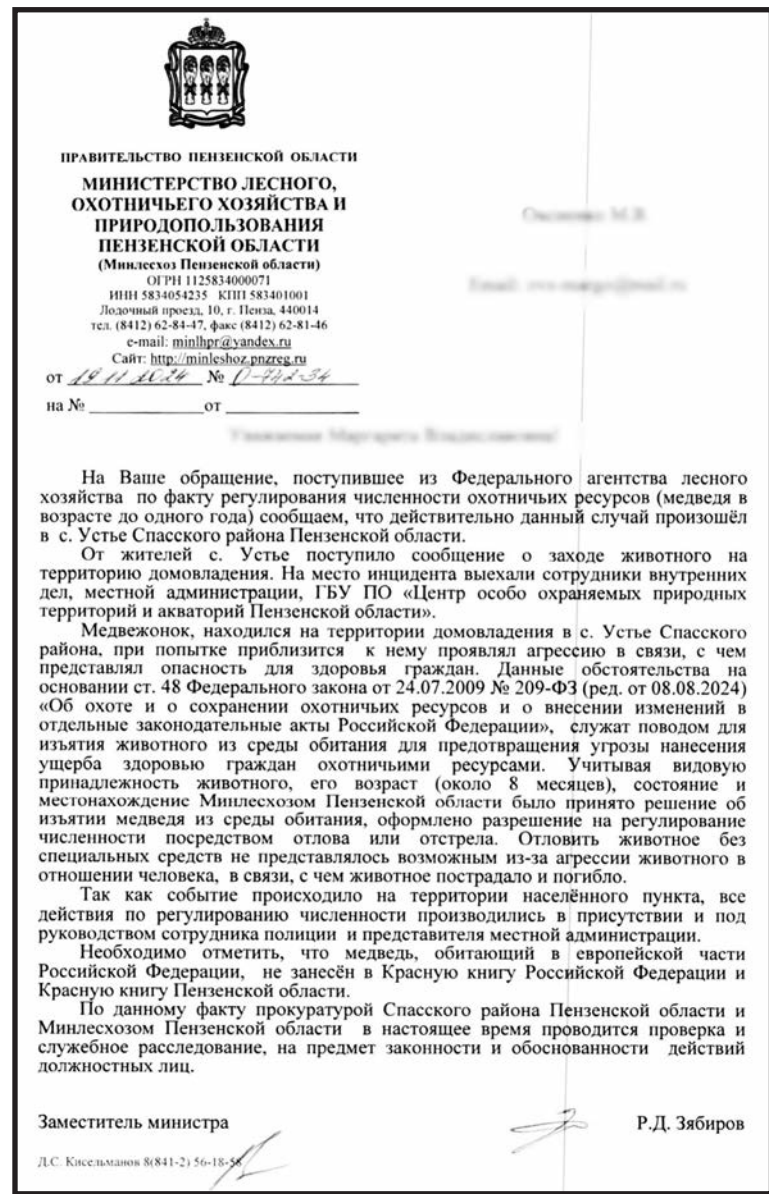 ПРАВИТЕЛЬСТВО ПЕНЗЕНСКОЙ ОБЛАСТИ
МИНИСТЕРСТВО ЛЕСНОГО,
ОХОТНИЧЬЕГО ХОЗЯЙСТВА И
ПРИРОДОПОЛЬЗОВАНИЯ
ПЕНЗЕНСКОЙ ОБЛАСТИ
(Минлесхоз Пензенской области)
ОГРН 1125834000071
ИНН 5834054235 КПП 583401001
Лодочный проезд, 10, г. Пенза, 440014
тел. (8412) 62-84-47, факс (8412) 62-81-46
e-mail: minlhpr@yandex.ru
Сайт: http://minleshoz.pnzreg.ru
от 19 11 2024 № О-742-34
на № от
На Ваше обращение, поступившее из Федерального агентства лесного
хозяйства по факту регулирования численности охотничьих ресурсов (медведя в
возрасте до одного года) сообщаем, что действительно данный случай произошёл
в с. Устье Спасского района Пензенской области.
От жителей с. Устье поступило сообщение о заходе животного на
территорию домовладения. На место инцидента выехали сотрудники внутренних
дел, местной администрации, ГБУ ПО «Центр особо охраняемых природных
территорий и акваторий Пензенской области».
Медвежонок, находился на территории домовладения в с. Устье Спасского
района, при попытке приблизится к нему проявлял агрессию в связи, с чем
представлял опасность для здоровья граждан. Данные обстоятельства на
основании ст. 48 Федерального закона от 24.07.2009 № 209-ФЗ (ред. от 08.08.2024)
«Об охоте и о сохранении охотничьих ресурсов и о внесении изменений в
отдельные законодательные акты Российской Федерации», служат поводом для
изъятия животного из среды обитания для предотвращения угрозы нанесения
ущерба здоровью граждан охотничьими ресурсами. Учитывая видовую
принадлежность животного, его возраст (около 8 месяцев), состояние и
местонахождение Минлесхозом Пензенской области было принято решение об
изъятии медведя из среды обитания, оформлено разрешение на регулирование
численности посредством отлова или отстрела. Отловить животное без
специальных средств не представлялось возможным из-за агрессии животного в
отношении человека, в связи, с чем животное пострадало и погибло.
Так как событие происходило на территории населённого пункта, все
действия по регулированию численности производились в присутствии и под
руководством сотрудника полиции и представителя местной администрации.
Необходимо отметить, что медведь, обитающий в европейской части
Российской Федерации, не занесён в Красную книгу Российской Федерации и
Красную книгу Пензенской области.
По данному факту прокуратурой Спасского района Пензенской области и
Минлесхозом Пензенской области в настоящее время проводится проверка и
служебное расследование, на предмет законности и обоснованности действий
должностных лиц.
Заместитель министра Р.Д. Зябиров
Д.С. Кисельманов 8(841-2) 56-18-58